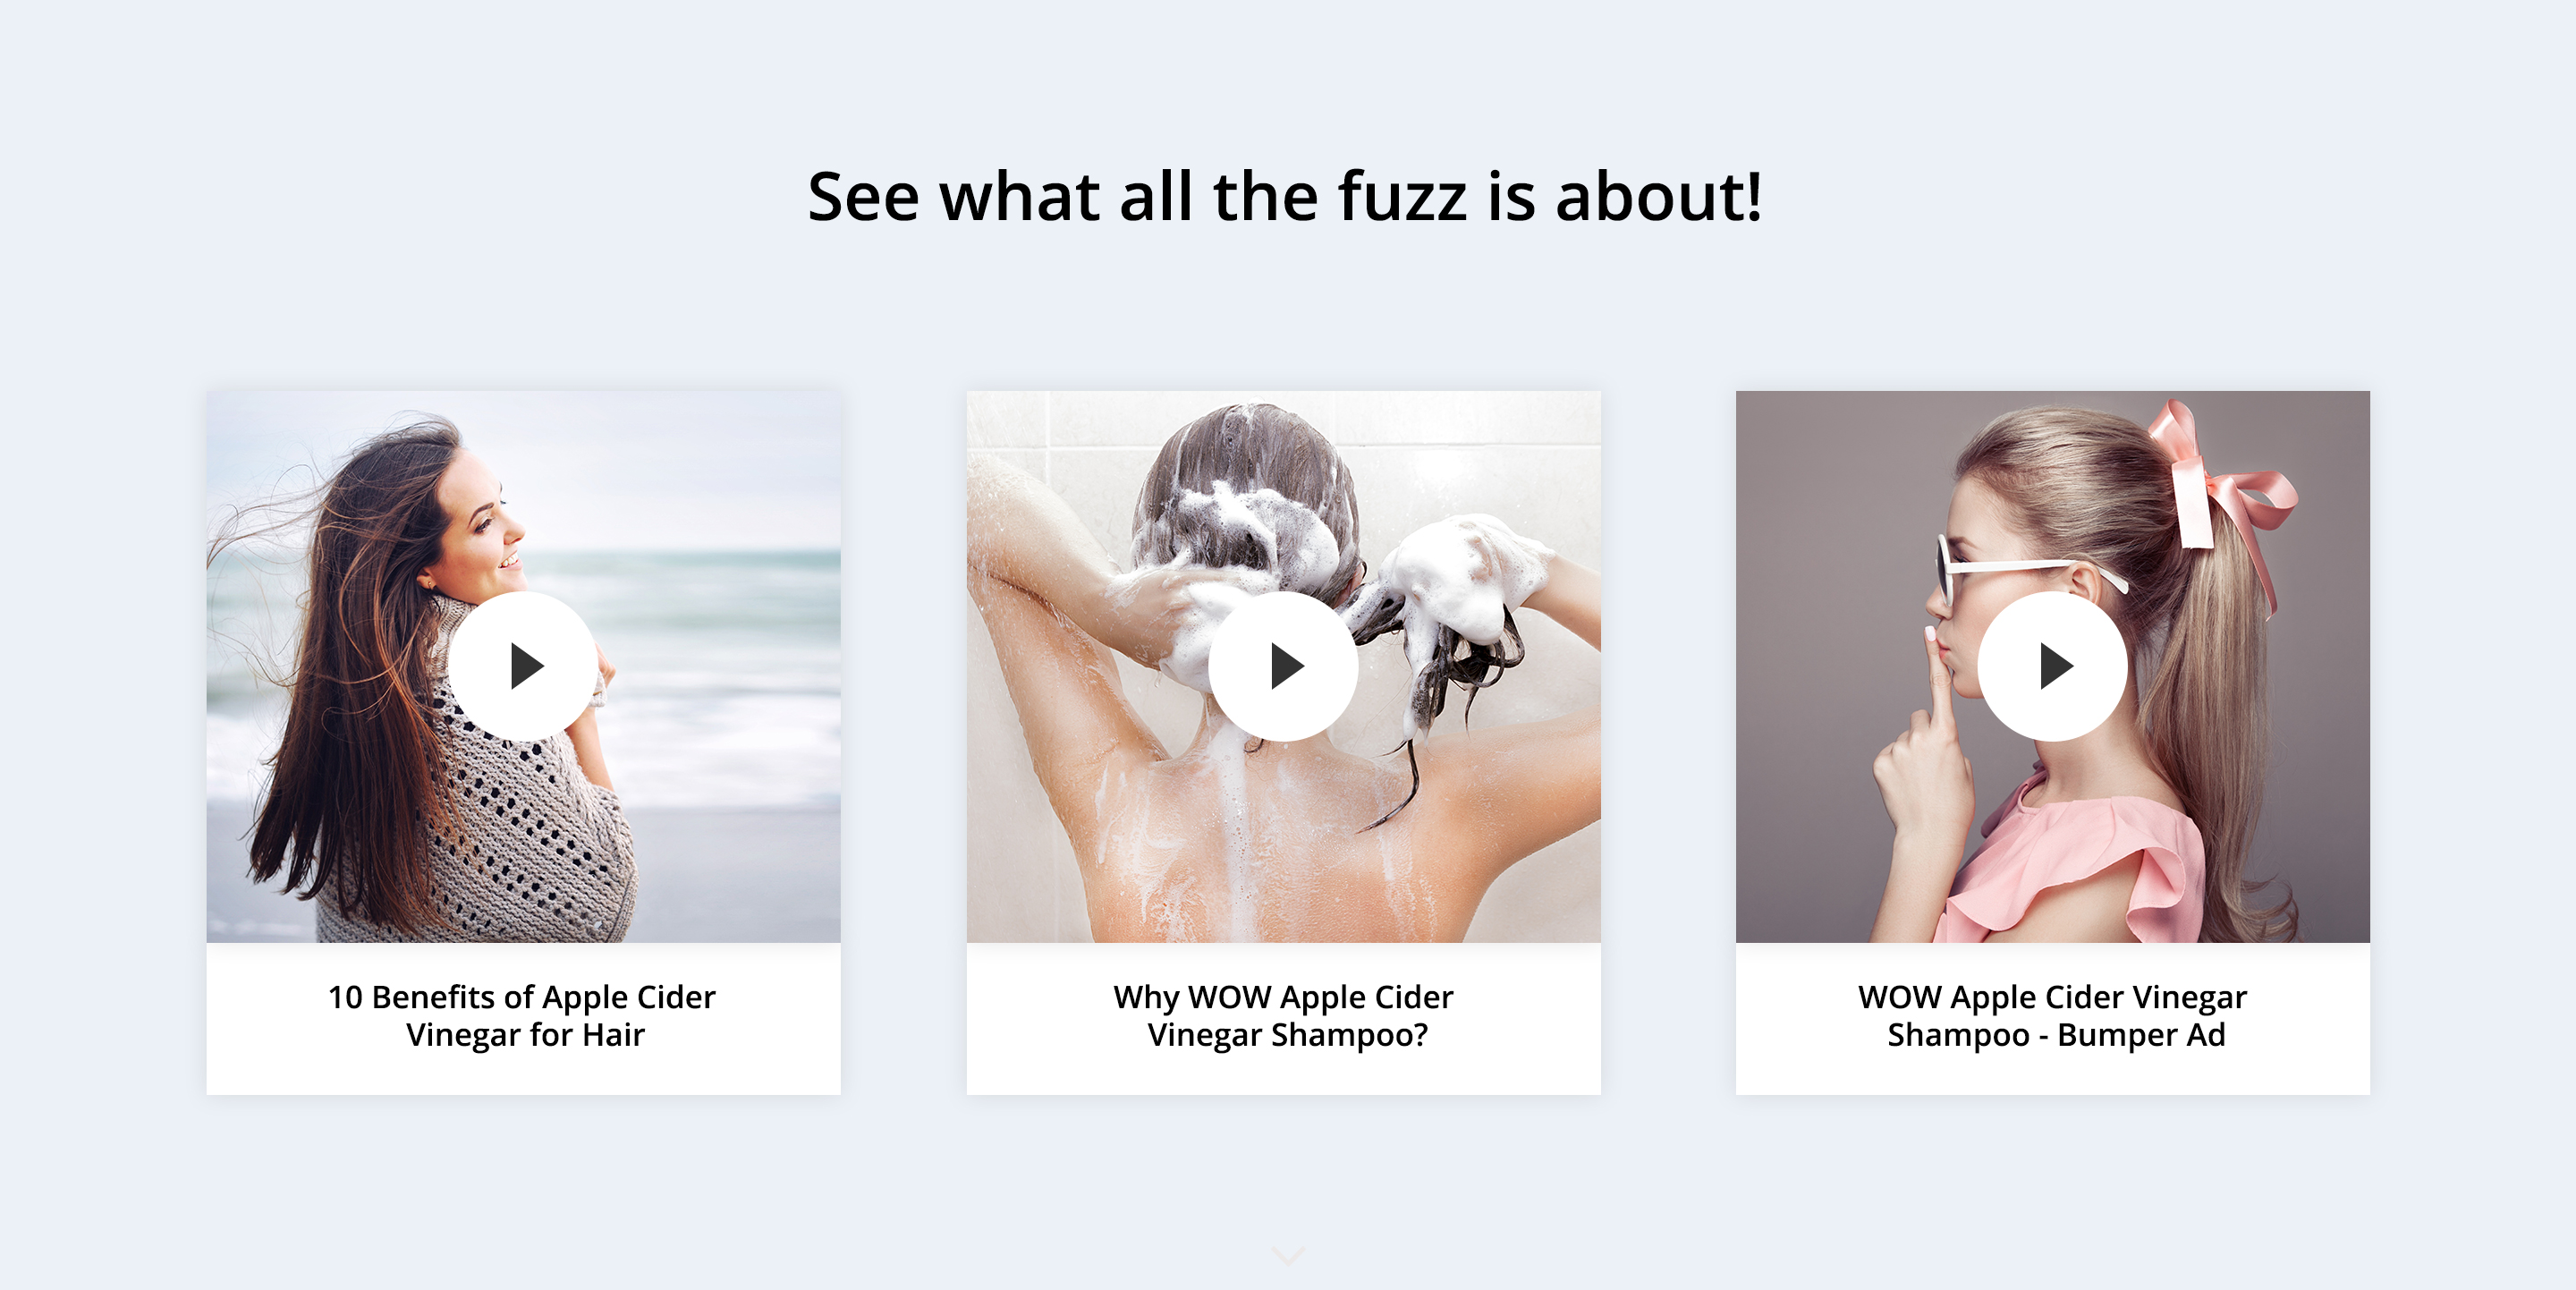 See what all the fuzz is about!
10 Benefits of Apple Cider
Vinegar for Hair
Why WOW Apple Cider
Vinegar Shampoo?
WOW Apple Cider Vinegar
Shampoo - Bumper Ad